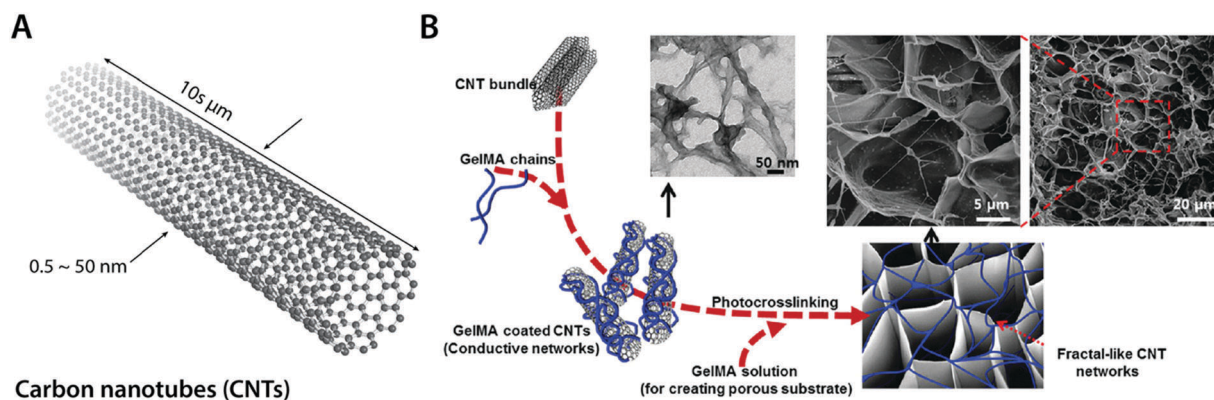 A
10s μm
0.5 ~ 50 nm
Carbon nanotubes (CNTs)
B
CNT bundle
GelMA chains
GelMA coated CNTs
(Conductive networks)
50 nm
Photocrosslinking
GelMA solution
(for creating porous substrate)
5 μm
20 μm
Fractal-like CNT
networks